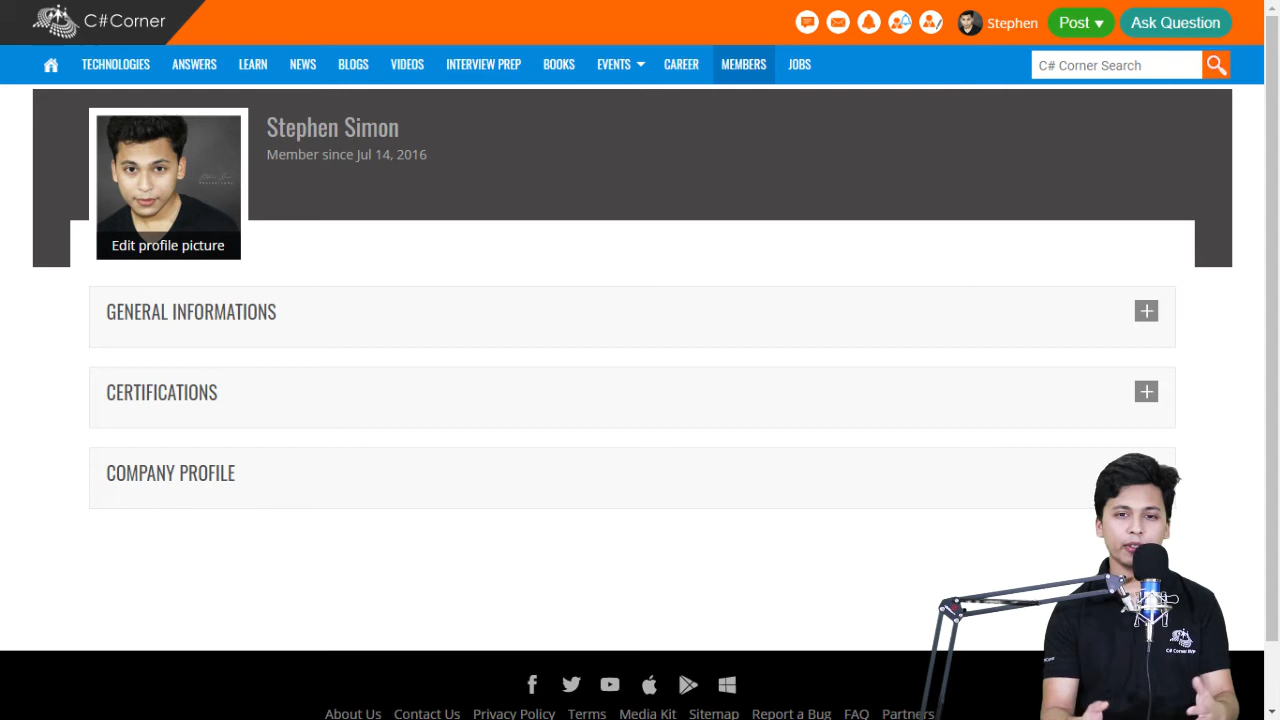 C#Corner
Stephen
Post
Ask Question
TECHNOLOGIES ANSWERS LEARN NEWS BLOGS VIDEOS INTERVIEW PREP BOOKS EVENTS CAREER MEMBERS JOBS
C# Corner Search
Stephen Simon
Member since Jul 14, 2016
Edit profile picture
GENERAL INFORMATIONS
CERTIFICATIONS
COMPANY PROFILE
C# Corner MVP
About Us Contact Us Privacy Policy Terms Media Kit Sitemap Report a Bug FAQ Partners